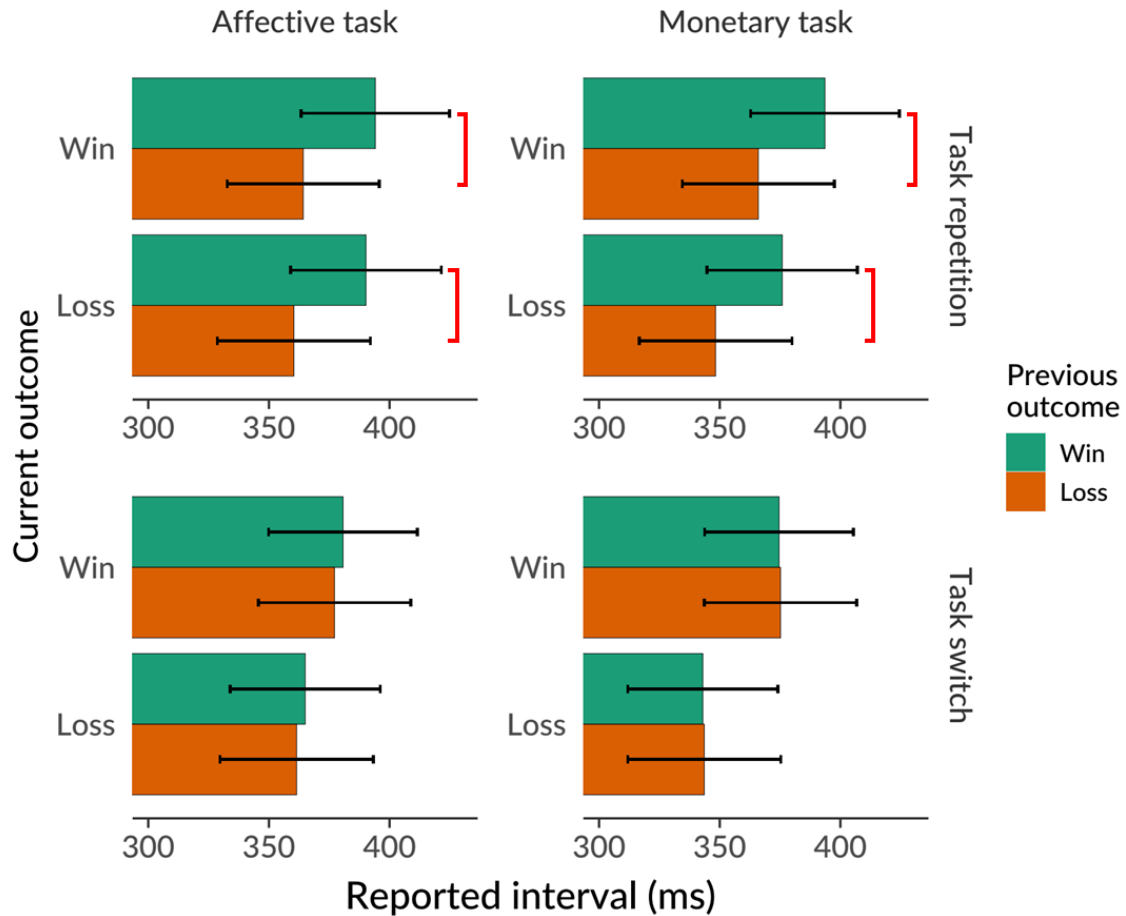 Affective task
Monetary task
Win
Loss
300 350 400
Win
Loss
300 350 400
Task repetition
Current outcome
Previous
outcome
Win
Loss
Win
Loss
300 350 400
Win
Loss
300 350 400
Task switch
Reported interval (ms)